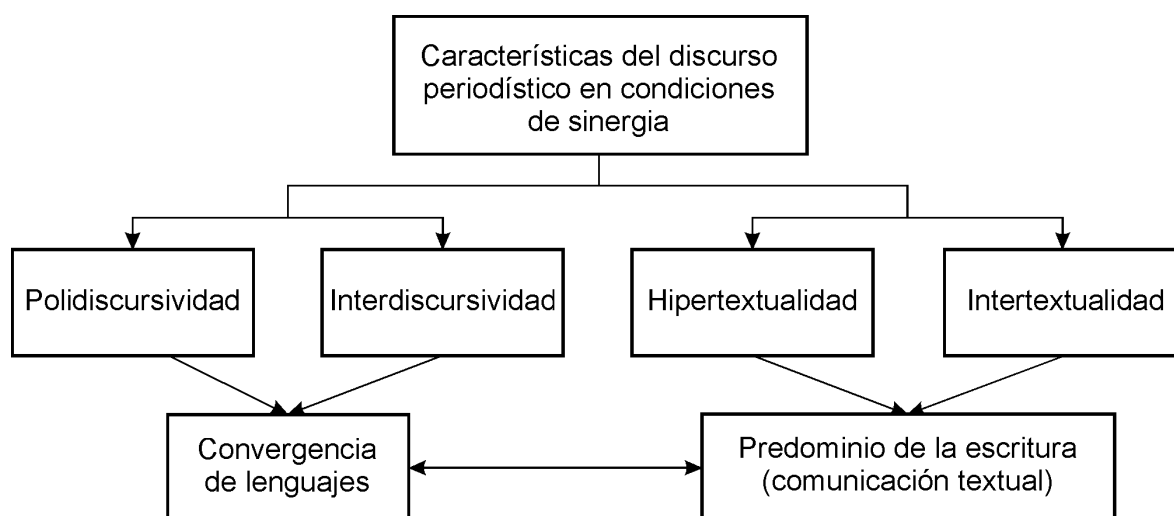 Características del discurso
periodístico en condiciones
de sinergia
Polidiscursividad
Interdiscursividad
Hipertextualidad
Intertextualidad
Convergencia
de lenguajes
Predominio de la escritura
(comunicación textual)